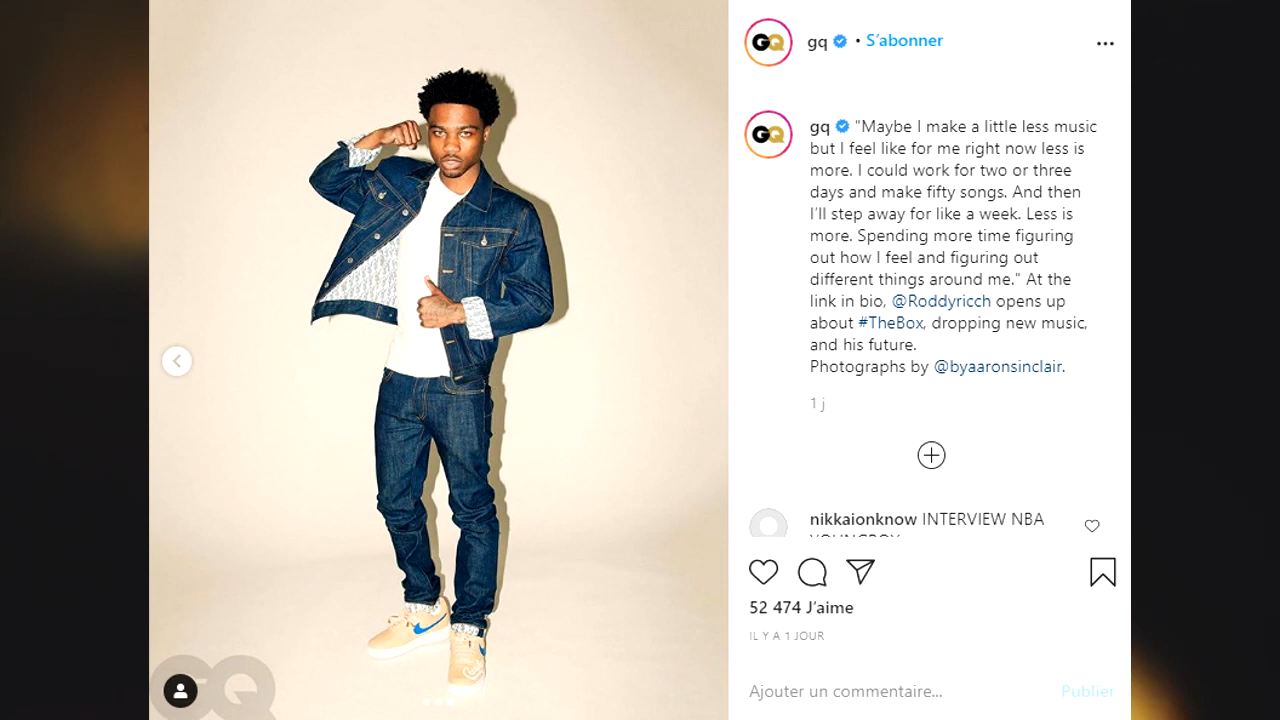 GQ
gq • S'abonner
GQ
gq "Maybe I make a little less music
but I feel like for me right now less is
more. I could work for two or three
days and make fifty songs. And then
I'll step away for like a week. Less is
more. Spending more time figuring
out how I feel and figuring out
different things around me." At the
link in bio, @Roddyricch opens up
about #TheBox, dropping new music,
and his future.
Photographs by @byaaronsinclair.
1 j
nikkaionknow INTERVIEW NBA
52 474 J'aime
IL Y A 1 JOUR
Ajouter un commentaire... Publier
GQ